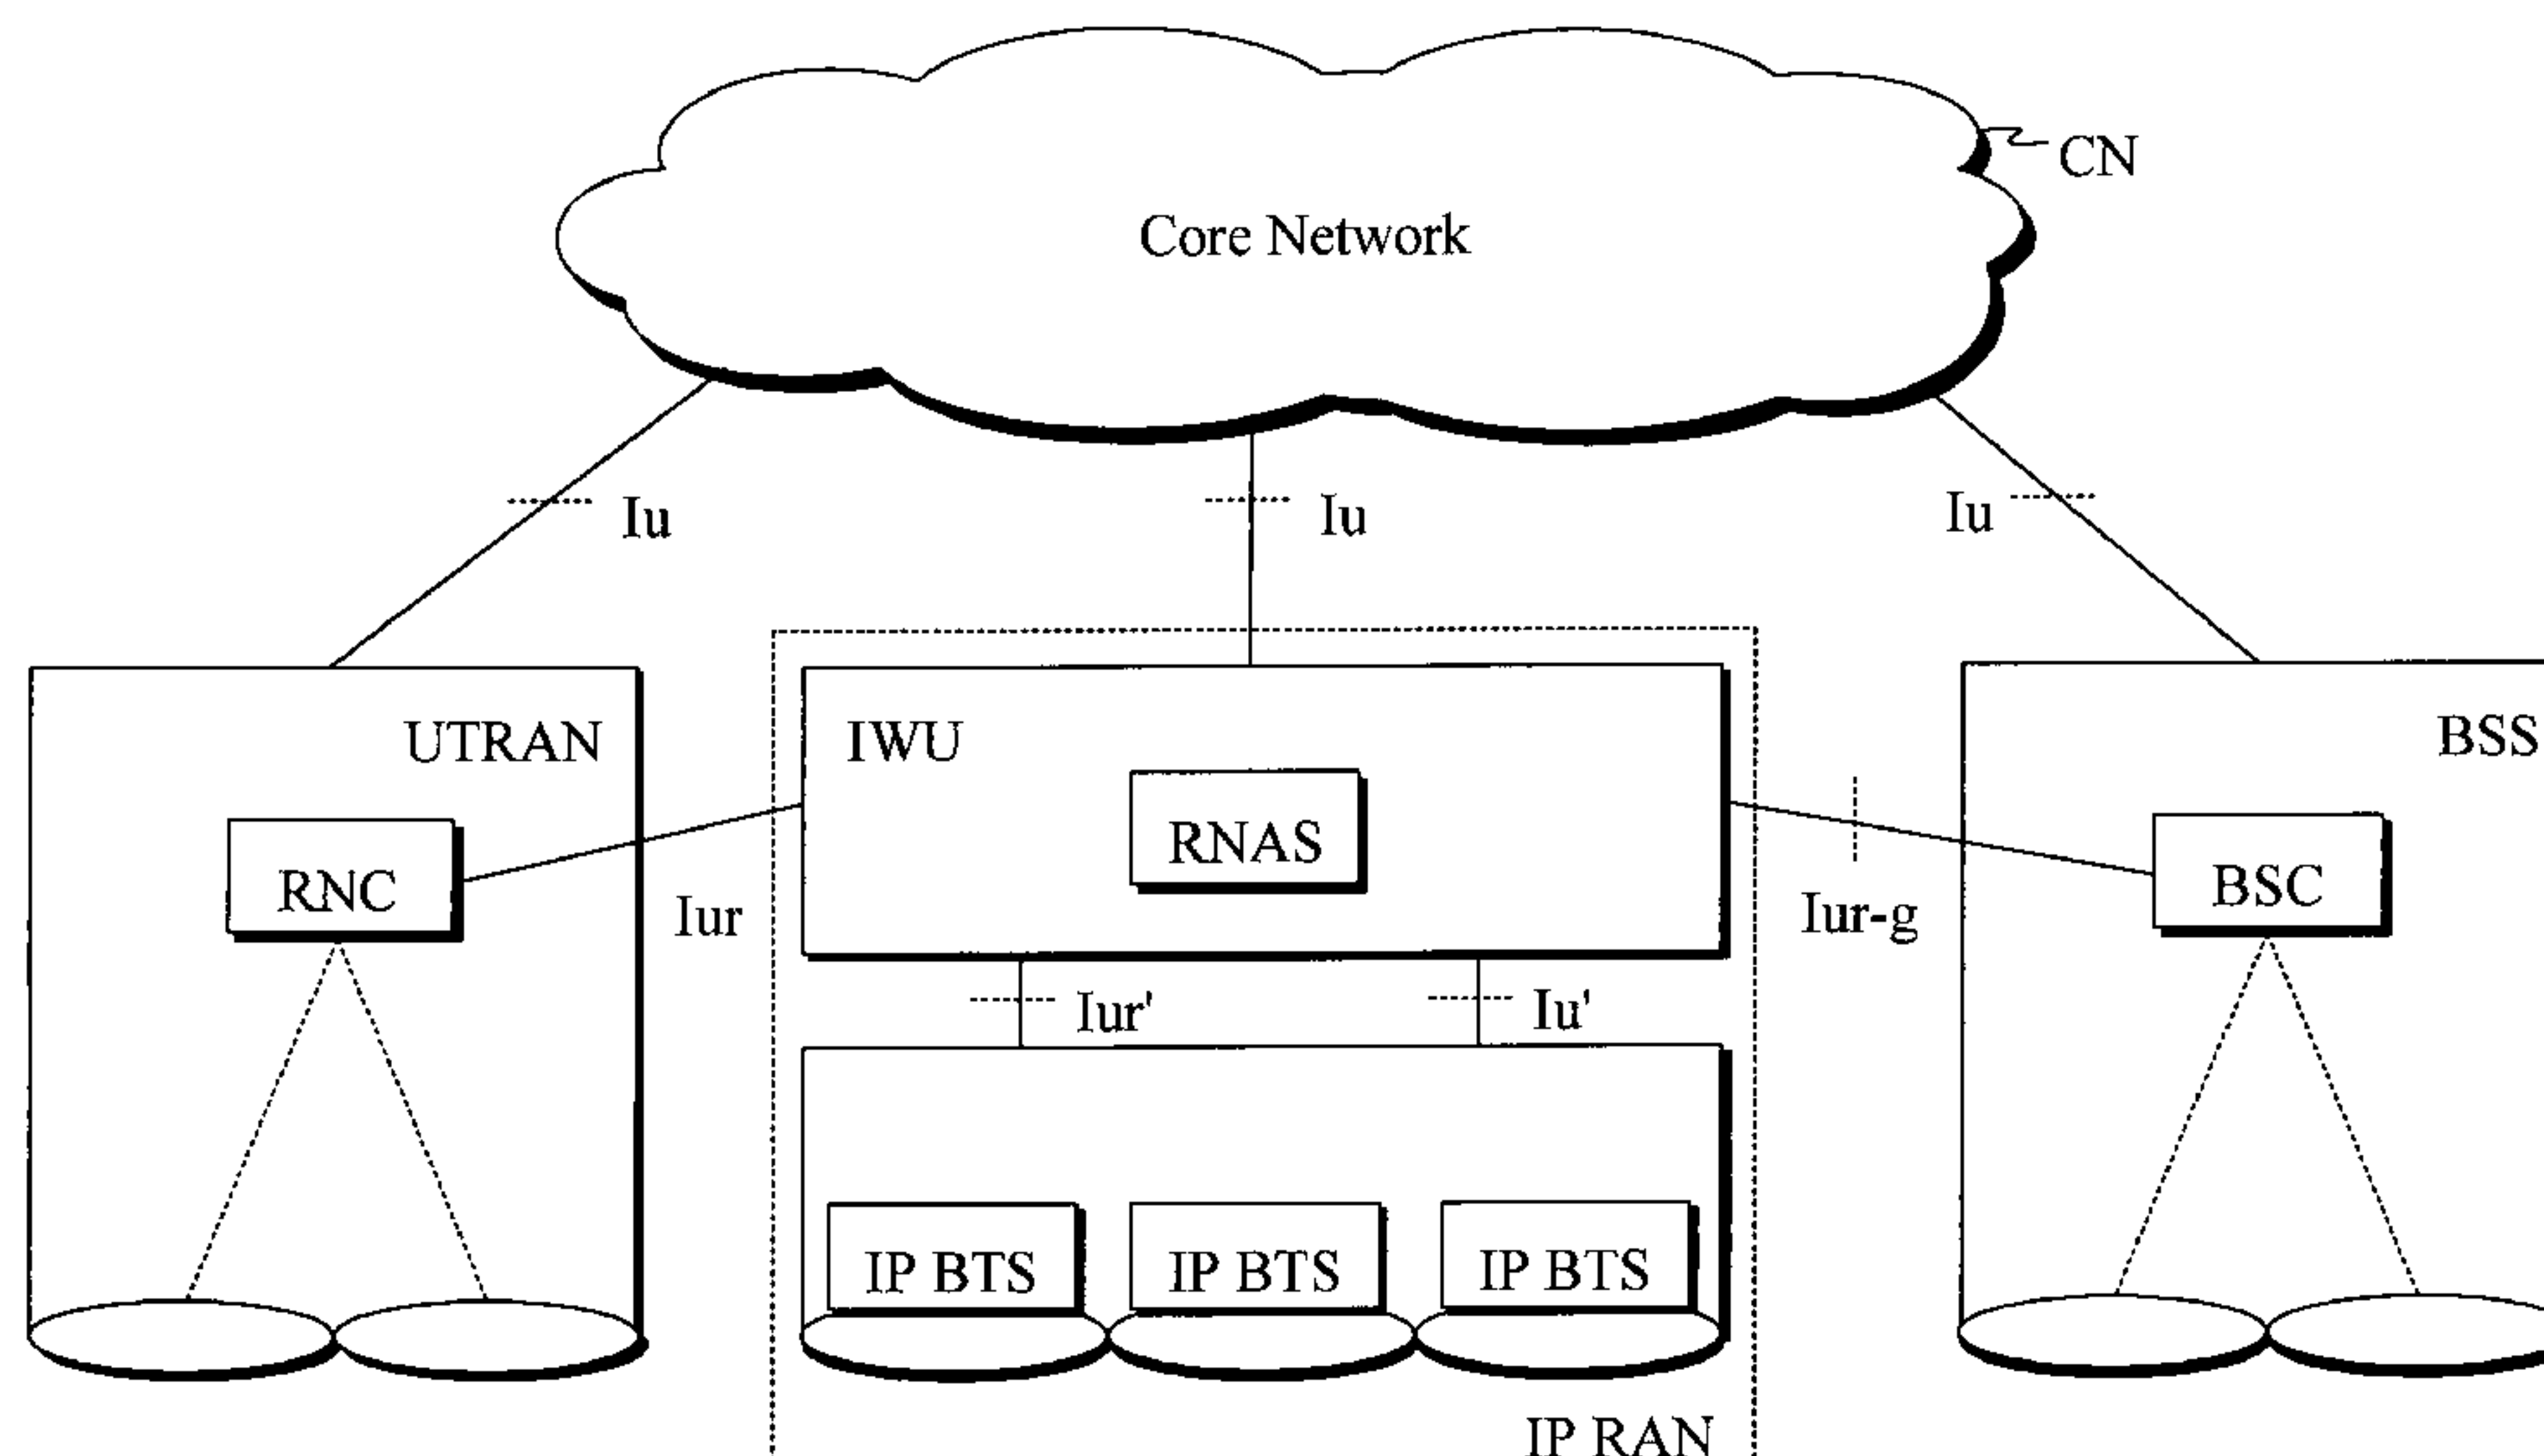 CN
Core Network
Iu
Iu
Iu
UTRAN
IWU
BSS
RNAS
RNC
BSC
Iur
Iur-g
Iur'
Iu'
IP BTS
IP BTS
IP BTS
IP RAN